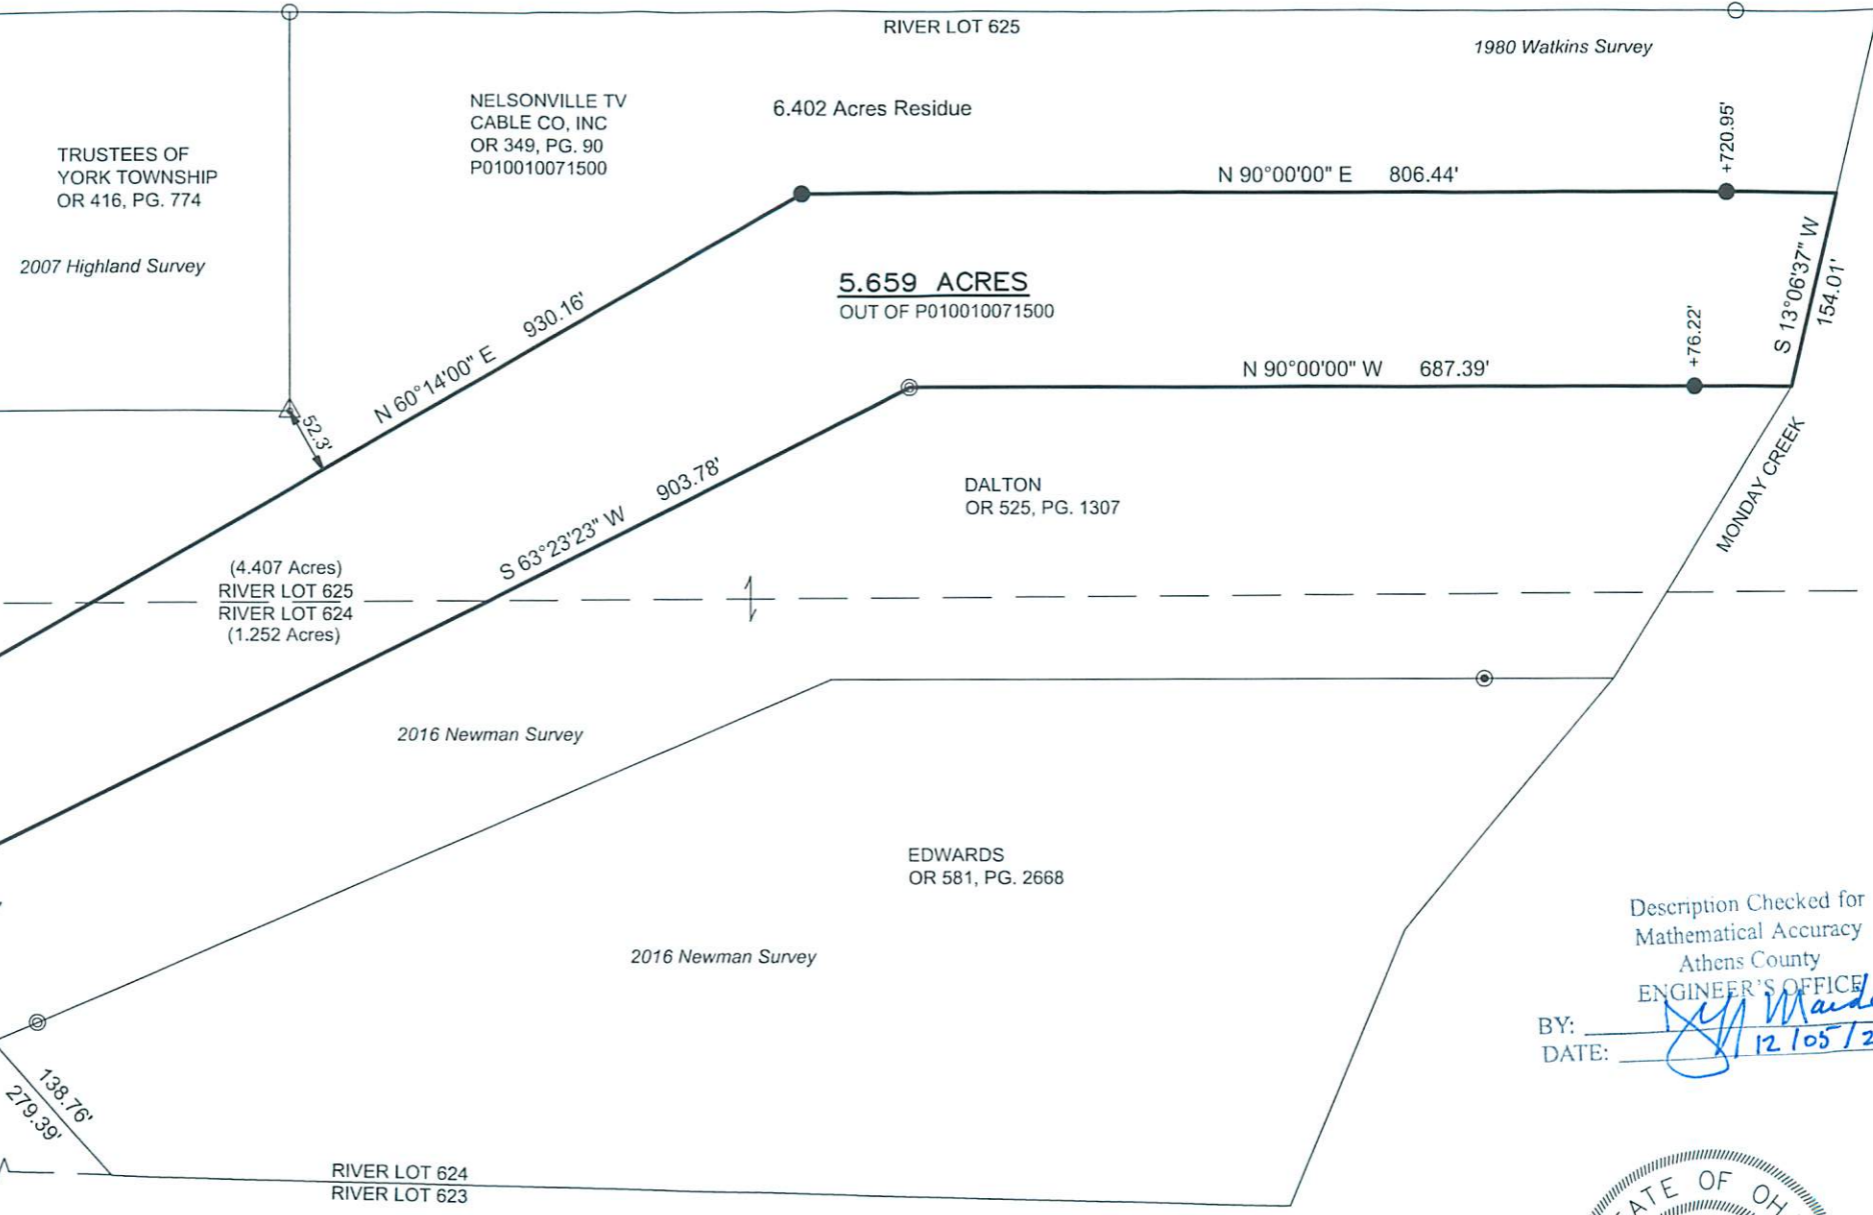 RIVER LOT 625
1980 Watkins Survey
NELSONVILLE TV
CABLE CO, INC
OR 349, PG. 90
P010010071500
6.402 Acres Residue
TRUSTEES OF
YORK TOWNSHIP
OR 416, PG. 774
2007 Highland Survey
N 90°00'00" E 806.44'
+720.95'
S 13°06'37" W
154.01'
5.659 ACRES
OUT OF P010010071500
N 60°14'00" E 930.16'
52.3'
N 90°00'00" W 687.39'
+76.22'
S 63°23'23" W 903.78'
DALTON
OR 525, PG. 1307
MONDAY CREEK
(4.407 Acres)
RIVER LOT 625
RIVER LOT 624
(1.252 Acres)
2016 Newman Survey
EDWARDS
OR 581, PG. 2668
2016 Newman Survey
Description Checked for
Mathematical Accuracy
Athens County
ENGINEER'S OFFICE
BY:
DATE: 12/05/2
138.76'
279.39'
RIVER LOT 624
RIVER LOT 623
OF